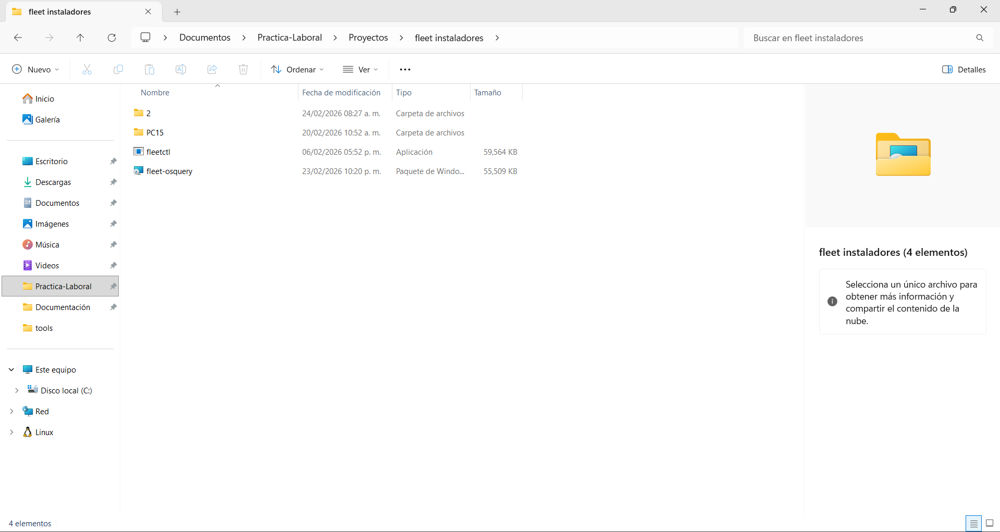 fleet instaladores
Documentos
Practica-Laboral
Proyectos
fleet instaladores
Buscar en fleet instaladores
Nuevo
Ordenar
Ver
Detalles
Inicio
Galería
Escritorio
Descargas
Documentos
Imágenes
Música
Videos
Practica-Laboral
Documentación
tools
Este equipo
Disco local (C:)
Red
Linux
Nombre Fecha de modificación Tipo Tamaño
2 24/02/2026 08:27 a. m. Carpeta de archivos
PC15 20/02/2026 10:52 a. m. Carpeta de archivos
fleetctl 06/02/2026 05:52 p. m. Aplicación 59,564 KB
fleet-osquery 23/02/2026 10:20 p. m. Paquete de Windo... 55,509 KB
fleet instaladores (4 elementos)
Selecciona un único archivo para
obtener más información y
compartir el contenido de la
nube.
4 elementos